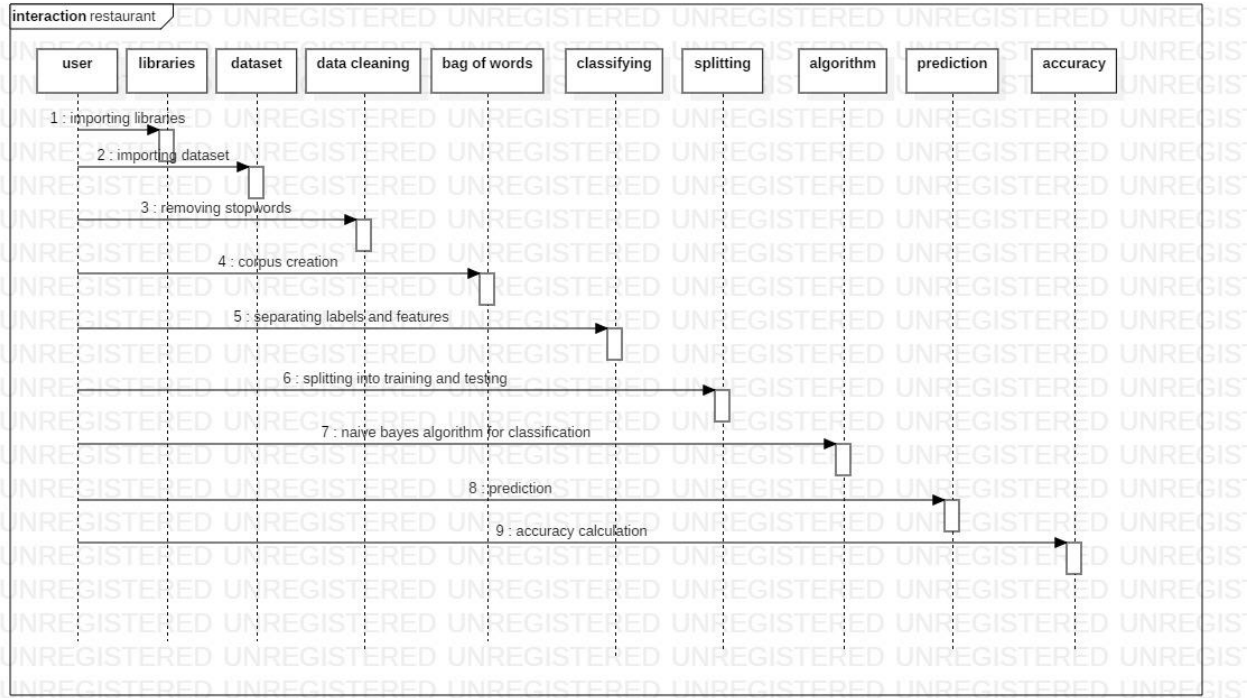 interaction restaurant
user libraries dataset data cleaning bag of words classifying splitting algorithm prediction accuracy
1 : importing libraries
2 : importing dataset
3 : removing stopwords
4 : corpus creation
5 : separating labels and features
6 : splitting into training and testing
7 : naive bayes algorithm for classification
8 : prediction
9 : accuracy calculation
UNREGISTERED